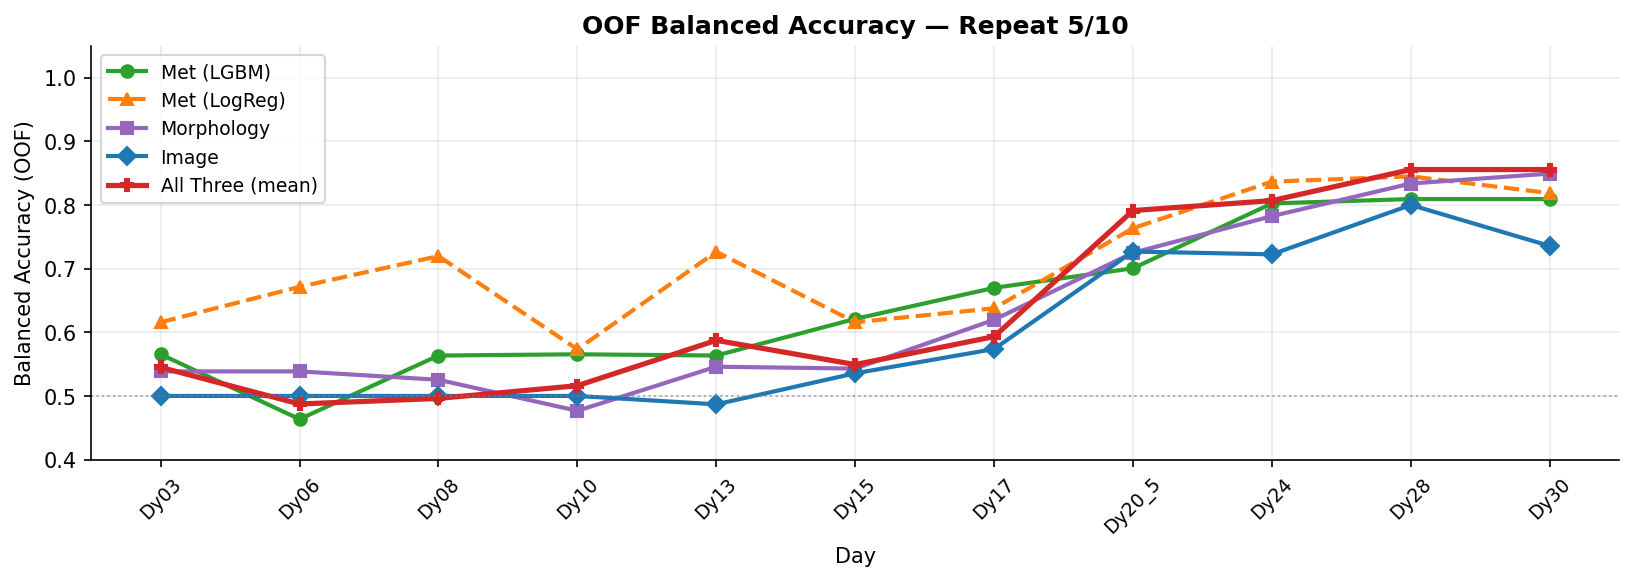 OOF Balanced Accuracy — Repeat 5/10
Met (LGBM)
Met (LogReg)
Morphology
Image
All Three (mean)
Balanced Accuracy (OOF)
1.0
0.9
0.8
0.7
0.6
0.5
0.4
Dy03
Dy06
Dy08
Dy10
Dy13
Dy15
Dy17
Dy20_5
Dy24
Dy28
Dy30
Day